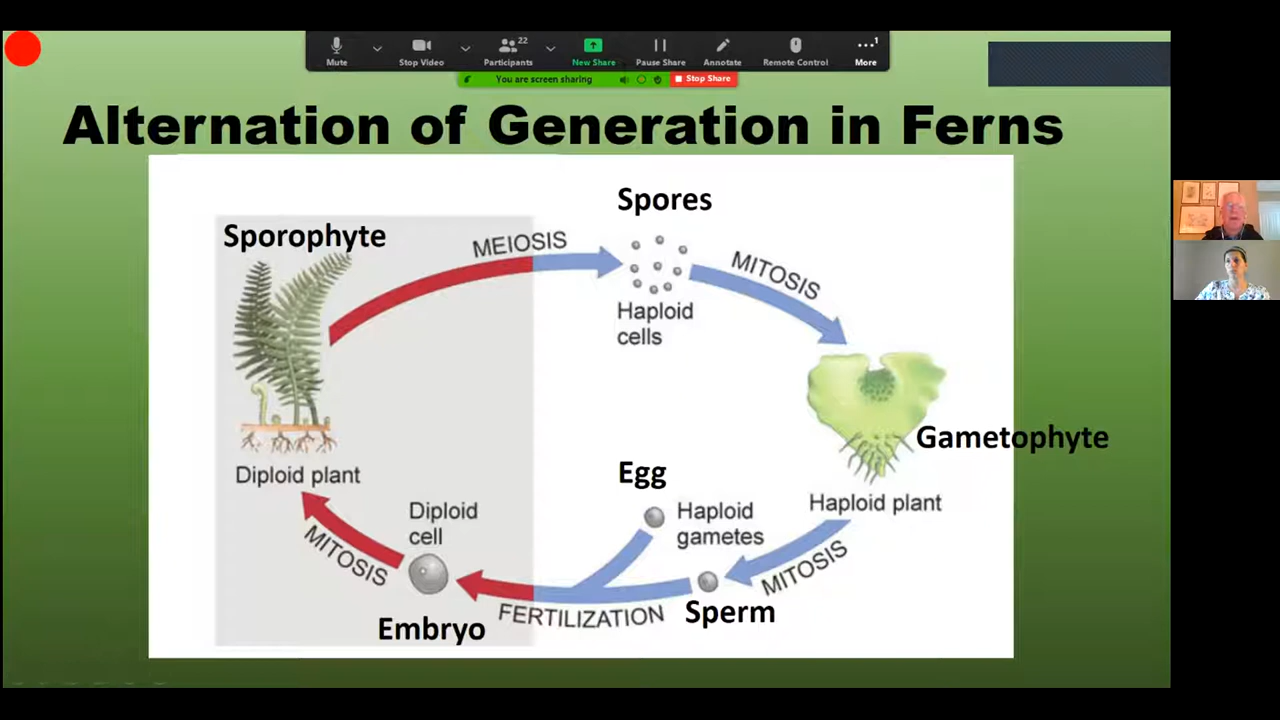 22
1
Mute
Stop Video
Participants
New Share
Pause Share
Annotate
Remote Control
More
You are screen sharing
Stop Share
Alternation of Generation in Ferns
Spores
Sporophyte
MEIOSIS
MITOSIS
Haploid
cells
Gametophyte
Egg
Diploid plant
Haploid plant
Diploid
cell
Haploid
gametes
MITOSIS
MITOSIS
FERTILIZATION
Sperm
Embryo